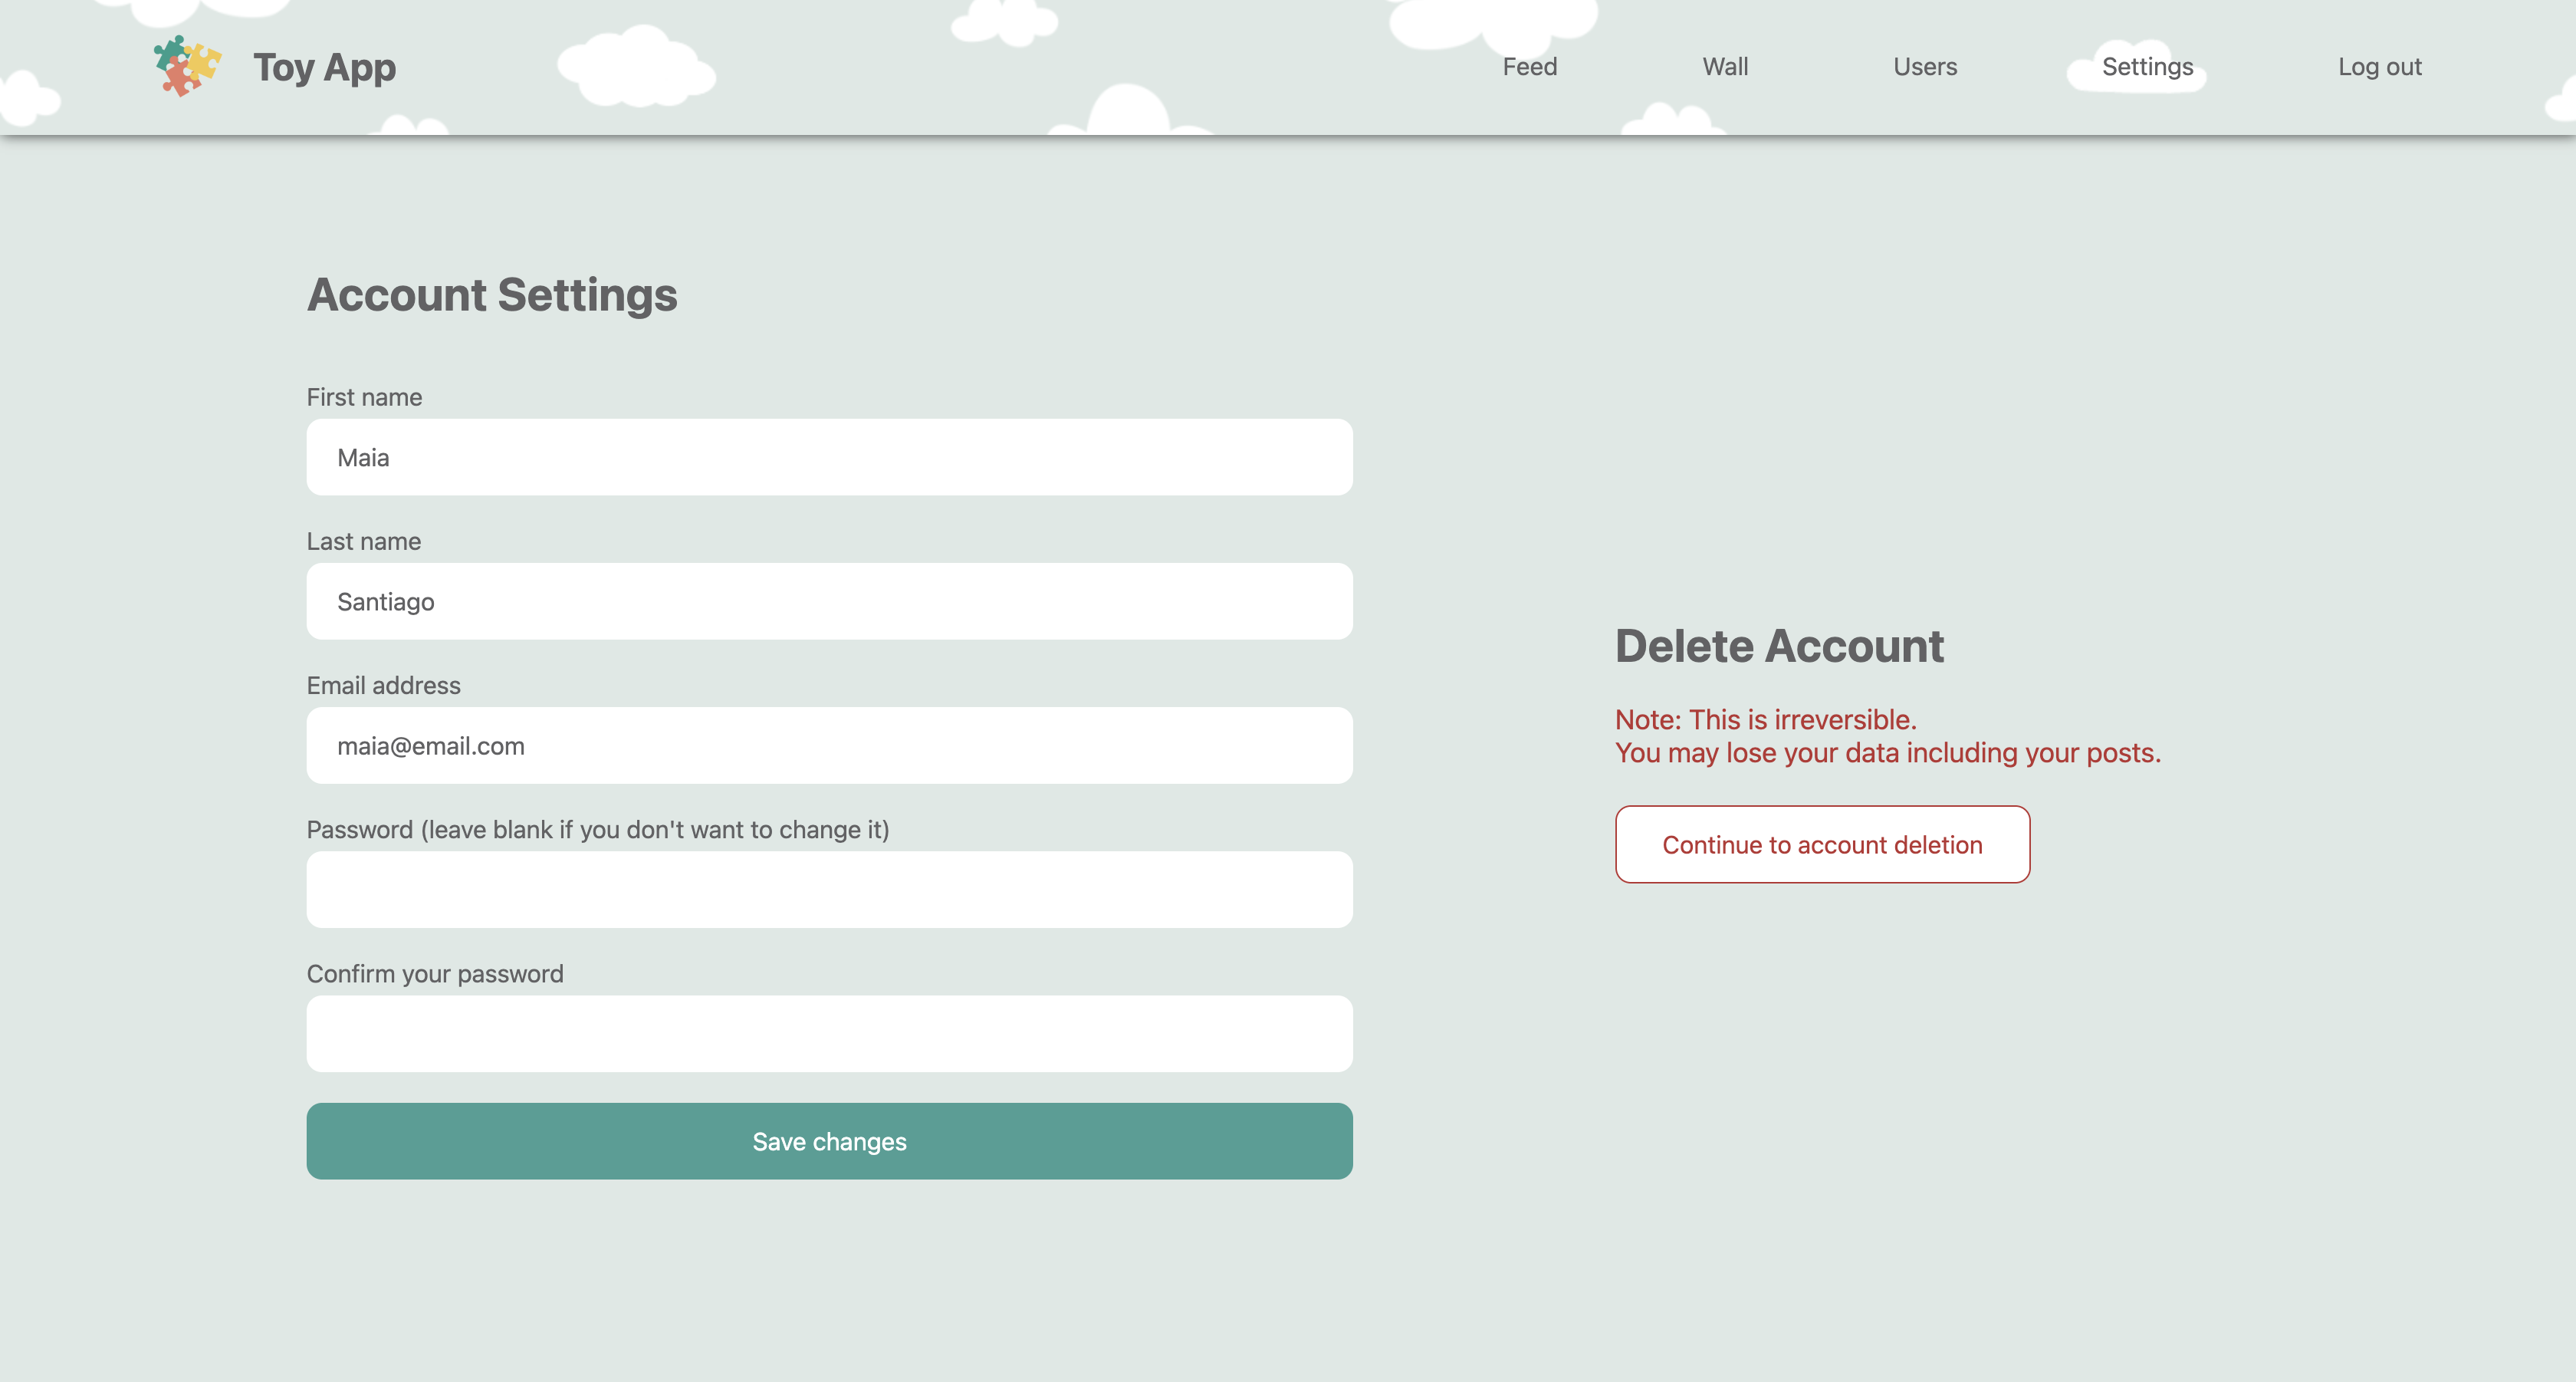 Toy App
Feed
Wall
Users
Settings
Log out
Account Settings
First name
Maia
Last name
Santiago
Email address
maia@email.com
Password (leave blank if you don't want to change it)
Confirm your password
Save changes
Delete Account
Note: This is irreversible.
You may lose your data including your posts.
Continue to account deletion